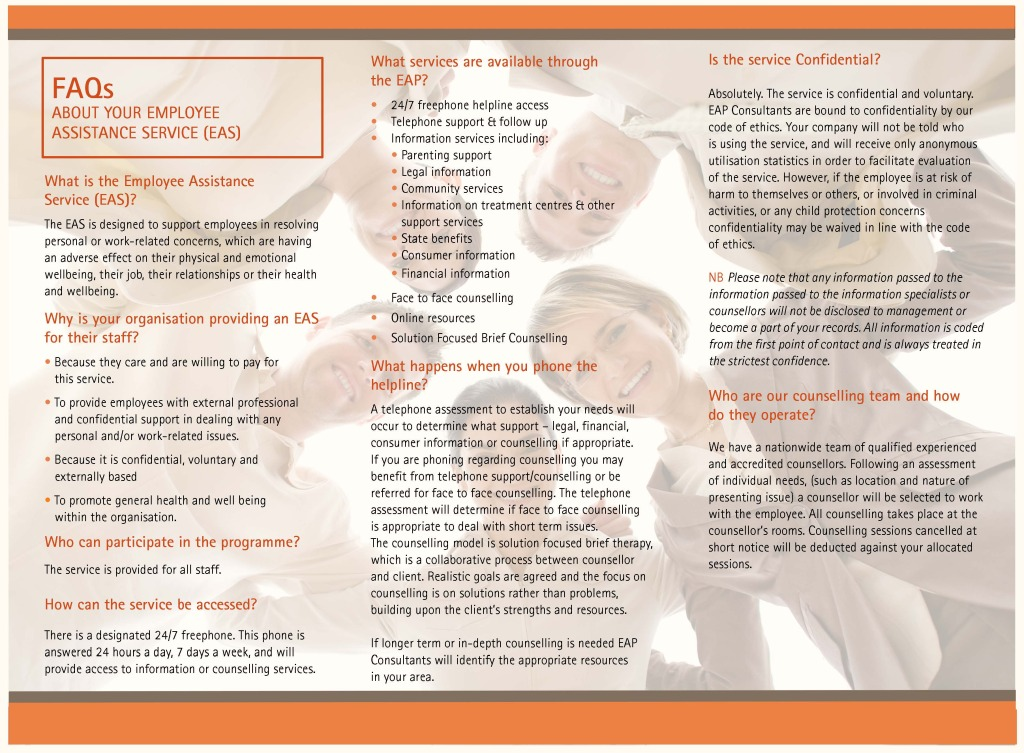 FAQs
ABOUT YOUR EMPLOYEE
ASSISTANCE SERVICE (EAS)
What is the Employee Assistance
Service (EAS)?
The EAS is designed to support employees in resolving
personal or work-related concerns, which are having
an adverse effect on their physical and emotional
wellbeing, their job, their relationships or their health
and wellbeing.
Why is your organisation providing an EAS
for their staff?
• Because they care and are willing to pay for
this service.
• To provide employees with external professional
and confidential support in dealing with any
personal and/or work-related issues.
• Because it is confidential, voluntary and
externally based
• To promote general health and well being
within the organisation.
Who can participate in the programme?
The service is provided for all staff.
How can the service be accessed?
There is a designated 24/7 freephone. This phone is
answered 24 hours a day, 7 days a week, and will
provide access to information or counselling services.
What services are available through
the EAP?
• 24/7 freephone helpline access
• Telephone support & follow up
• Information services including:
• Parenting support
• Legal information
• Community services
• Information on treatment centres & other
support services
• State benefits
• Consumer information
• Financial information
• Face to face counselling
• Online resources
• Solution Focused Brief Counselling
What happens when you phone the
helpline?
A telephone assessment to establish your needs will
occur to determine what support – legal, financial,
consumer information or counselling if appropriate.
If you are phoning regarding counselling you may
benefit from telephone support/counselling or be
referred for face to face counselling. The telephone
assessment will determine if face to face counselling
is appropriate to deal with short term issues.
The counselling model is solution focused brief therapy,
which is a collaborative process between counsellor
and client. Realistic goals are agreed and the focus on
counselling is on solutions rather than problems,
building upon the client's strengths and resources.
If longer term or in-depth counselling is needed EAP
Consultants will identify the appropriate resources
in your area.
Is the service Confidential?
Absolutely. The service is confidential and voluntary.
EAP Consultants are bound to confidentiality by our
code of ethics. Your company will not be told who
is using the service, and will receive only anonymous
utilisation statistics in order to facilitate evaluation
of the service. However, if the employee is at risk of
harm to themselves or others, or involved in criminal
activities, or any child protection concerns
confidentiality may be waived in line with the code
of ethics.
NB Please note that any information passed to the
information passed to the information specialists or
counsellors will not be disclosed to management or
become a part of your records. All information is coded
from the first point of contact and is always treated in
the strictest confidence.
Who are our counselling team and how
do they operate?
We have a nationwide team of qualified experienced
and accredited counsellors. Following an assessment
of individual needs, (such as location and nature of
presenting issue) a counsellor will be selected to work
with the employee. All counselling takes place at the
counsellor's rooms. Counselling sessions cancelled at
short notice will be deducted against your allocated
sessions.